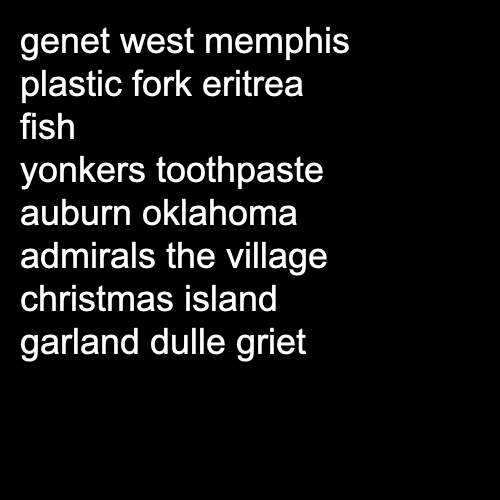 genet west memphis
plastic fork eritrea
fish
yonkers toothpaste
auburn oklahoma
admirals the village
christmas island
garland dulle griet